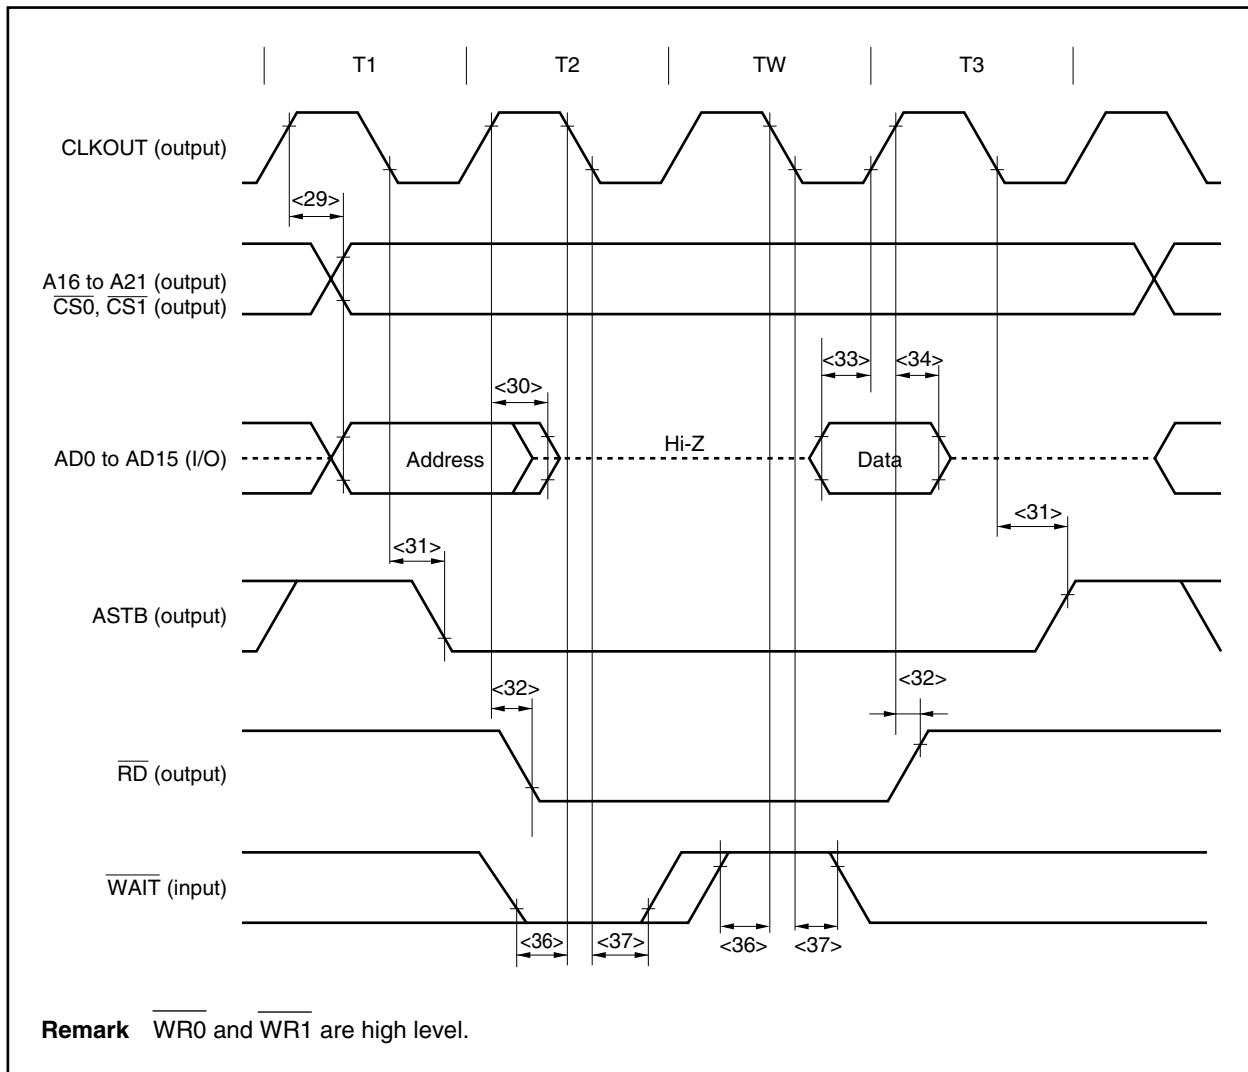 T1 T2 TW T3
CLKOUT (output)
<29>
A16 to A21 (output)
CS0, CS1 (output)
<33> <34>
<30>
Hi-Z
AD0 to AD15 (I/O) Address Data
<31>
<31>
ASTB (output)
<32>
<32>
RD (output)
WAIT (input)
<36> <37> <36> <37>
Remark WR0 and WR1 are high level.